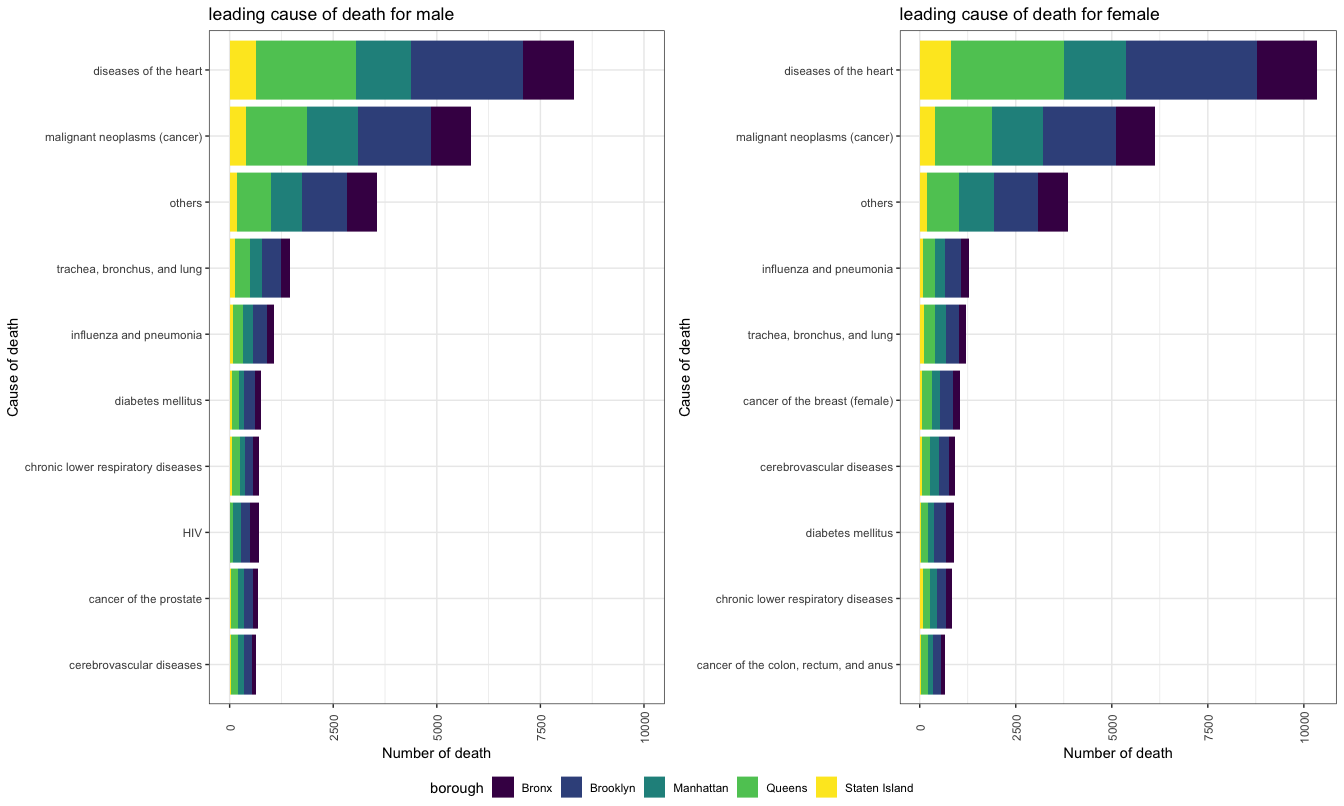 leading cause of death for male
Cause of death
diseases of the heart
malignant neoplasms (cancer)
others
trachea, bronchus, and lung
influenza and pneumonia
diabetes mellitus
chronic lower respiratory diseases
HIV
cancer of the prostate
cerebrovascular diseases
0
2500
5000
7500
10000
Number of death
leading cause of death for female
Cause of death
diseases of the heart
malignant neoplasms (cancer)
others
influenza and pneumonia
trachea, bronchus, and lung
cancer of the breast (female)
cerebrovascular diseases
diabetes mellitus
chronic lower respiratory diseases
cancer of the colon, rectum, and anus
0
2500
5000
7500
10000
Number of death
borough Bronx Brooklyn Manhattan Queens Staten Island